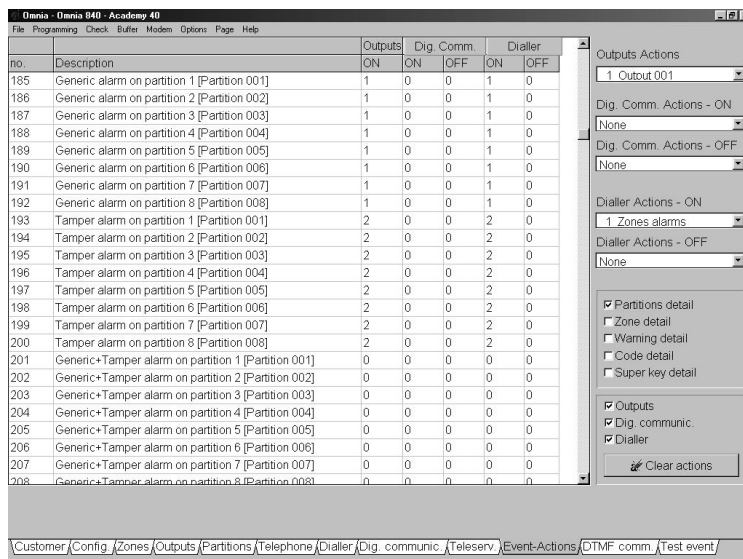 Omnia - Omnia 840 - Academy 40
File Programming Check Buffer Modem Options Page Help
Outputs Dig. Comm. Dialler
no. Description ON ON OFF ON OFF
185 Generic alarm on partition 1 [Partition 001] 1 0 0 1 0
186 Generic alarm on partition 2 [Partition 002] 1 0 0 1 0
187 Generic alarm on partition 3 [Partition 003] 1 0 0 1 0
188 Generic alarm on partition 4 [Partition 004] 1 0 0 1 0
189 Generic alarm on partition 5 [Partition 005] 1 0 0 1 0
190 Generic alarm on partition 6 [Partition 006] 1 0 0 1 0
191 Generic alarm on partition 7 [Partition 007] 1 0 0 1 0
192 Generic alarm on partition 8 [Partition 008] 1 0 0 1 0
193 Tamper alarm on partition 1 [Partition 001] 2 0 0 2 0
194 Tamper alarm on partition 2 [Partition 002] 2 0 0 2 0
195 Tamper alarm on partition 3 [Partition 003] 2 0 0 2 0
196 Tamper alarm on partition 4 [Partition 004] 2 0 0 2 0
197 Tamper alarm on partition 5 [Partition 005] 2 0 0 2 0
198 Tamper alarm on partition 6 [Partition 006] 2 0 0 2 0
199 Tamper alarm on partition 7 [Partition 007] 2 0 0 2 0
200 Tamper alarm on partition 8 [Partition 008] 2 0 0 2 0
201 Generic+Tamper alarm on partition 1 [Partition 001] 0 0 0 0 0
202 Generic+Tamper alarm on partition 2 [Partition 002] 0 0 0 0 0
203 Generic+Tamper alarm on partition 3 [Partition 003] 0 0 0 0 0
204 Generic+Tamper alarm on partition 4 [Partition 004] 0 0 0 0 0
205 Generic+Tamper alarm on partition 5 [Partition 005] 0 0 0 0 0
206 Generic+Tamper alarm on partition 6 [Partition 006] 0 0 0 0 0
207 Generic+Tamper alarm on partition 7 [Partition 007] 0 0 0 0 0
208 Generic+Tamper alarm on partition 8 [Partition 008] 0 0 0 0 0
Outputs Actions
1 Output 001
Dig. Comm. Actions - ON
None
Dig. Comm. Actions - OFF
None
Dialler Actions - ON
1 Zones alarms
Dialler Actions - OFF
None
Partitions detail
Zone detail
Warning detail
Code detail
Super key detail
Outputs
Dig. communic.
Dialler
Clear actions
Customer Config. Zones Outputs Partitions Telephone Dialler Dig. communic. Teleserv. Event-Actions DTMF comm. Test event